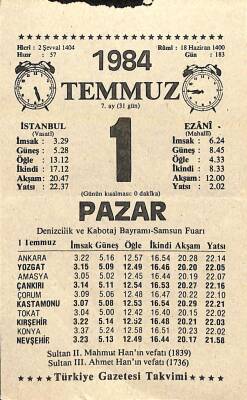 Hicri : 2 Şevval 1404
Hızır : 57
Rûmî : 18 Haziran 1400
Gün : 183
1984
TEMMUZ
7. ay (31 gün)
1
İSTANBUL
(Vasatî)
İmsak : 3.29
Güneş : 5.28
Öğle : 13.12
İkindi : 17.12
Akşam : 20.47
Yatsı : 22.37
EZÂNÎ
(Mahallî)
İmsak : 6.24
Güneş : 8.45
Öğle : 4.33
İkindi : 8.33
Akşam: 12.00
Yatsı : 2.02
(Günün kısalması: 0 dakika)
PAZAR
Denizcilik ve Kabotaj Bayramı-Samsun Fuarı
1 Temmuz İmsak Güneş Öğle İkindi Akşam Yatsı
ANKARA 3.22 5.16 12.57 16.54 20.28 22.14
YOZGAT 3.15 5.09 12.49 16.46 20.20 22.05
AMASYA 3.05 5.02 12.45 16.44 20.19 22.07
ÇANKIRI 3.14 5.11 12.54 16.53 20.27 22.16
ÇORUM 3.09 5.06 12.48 16.47 20.22 22.10
KASTAMONU 3.07 5.08 12.53 16.54 20.29 22.21
TOKAT 3.04 5.00 12.42 16.40 20.15 22.02
KIRŞEHİR 3.22 5.14 12.52 16.48 20.21 22.03
KONYA 3.37 5.24 12.58 16.51 20.23 22.02
NEVŞEHİR 3.23 5.13 12.49 16.44 20.17 21.58
Sultan II. Mahmut Han'ın vefatı (1839)
Sultan III. Ahmet Han'ın vefatı (1736)
★★★★ Türkiye Gazetesi Takvimi ★★★★